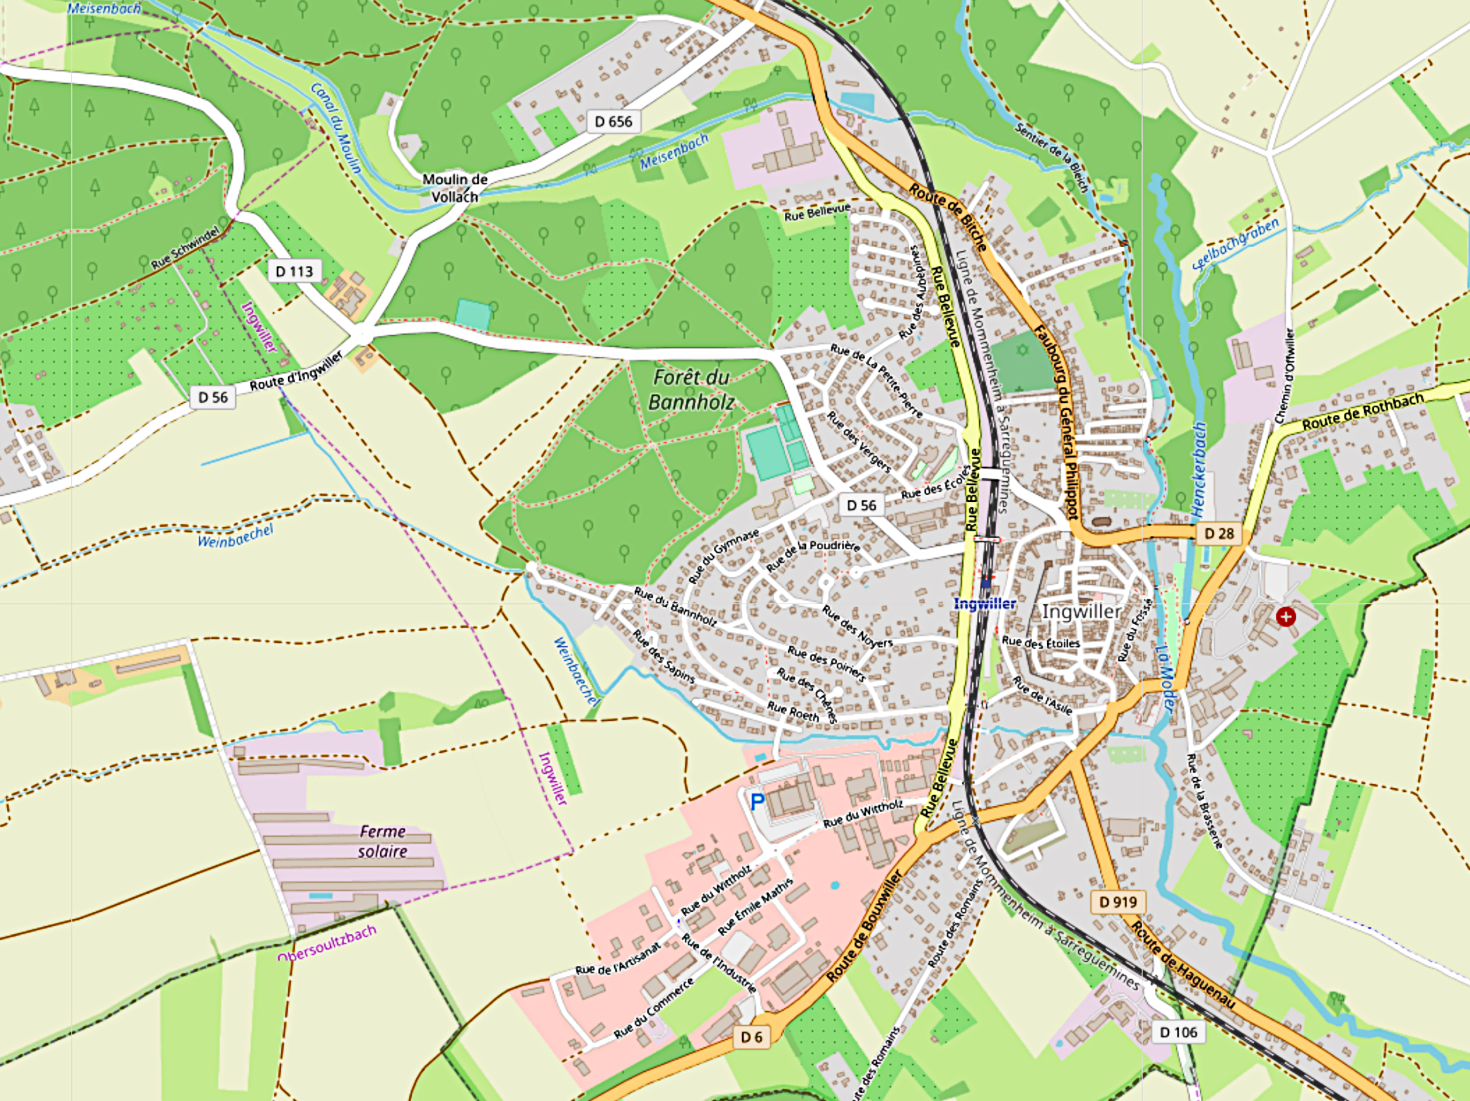 Meisenbach
Canal du Moulin
D 656
Meisenbach
Moulin de
Vollach
Sentier de la Bleich
Route de Bitche
Rue Bellevue
Rue Schwindel
D 113
Seelbachgraben
Rue des Aubépines
Rue Bellevue
Ligne de Mommenheim à Sarreguemines
Ingwiller
Route d'Ingwiller
D 56
Forêt du
Bannholz
Rue de La Petite-Pierre
Faubourg du Général Philippot
Chemin d'Offwiller
Route de Rothbach
Rue des Vergers
Rue des Écoles
Rue Bellevue
Henckerbach
D 56
D 28
Weinbaechel
Rue du Gymnase
Rue de la Poudrière
Ingwiller
Ingwiller
Rue du Bannholz
Rue des Noyers
Rue des Étoiles
Rue du Frissé
Rue des Sapins
Rue des Poiriers
Weinbaechel
Rue des Chênes
Rue Roeth
Rue de l'Asile
La Moder
Ingwiller
Rue Bellevue
Rue de la Brasserie
P
Rue du Wittholz
Ligne de Mommenheim à Sarreguemines
Ferme
solaire
Rue du Wittholz
Rue Émile Mathis
Route de Bouxwiller
Route des Romains
D 919
Obersoultzbach
Rue de l'Artisanat
Rue de l'Industrie
Route de Haguenau
Rue du Commerce
D 6
D 106
ute des Romains